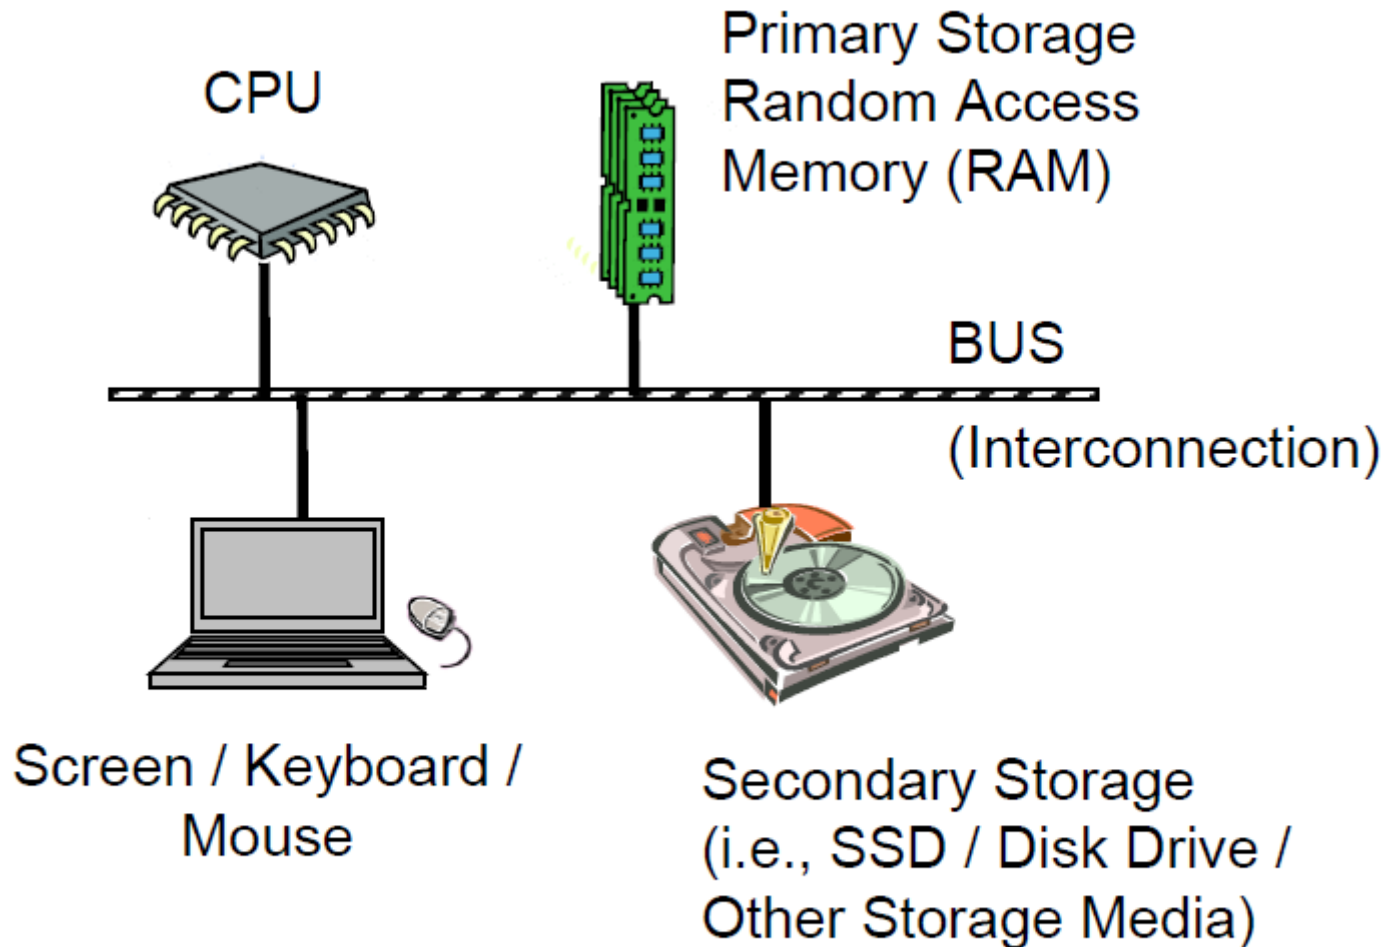 CPU
Primary Storage
Random Access
Memory (RAM)
BUS
(Interconnection)
Screen / Keyboard /
Mouse
Secondary Storage
(i.e., SSD / Disk Drive /
Other Storage Media)